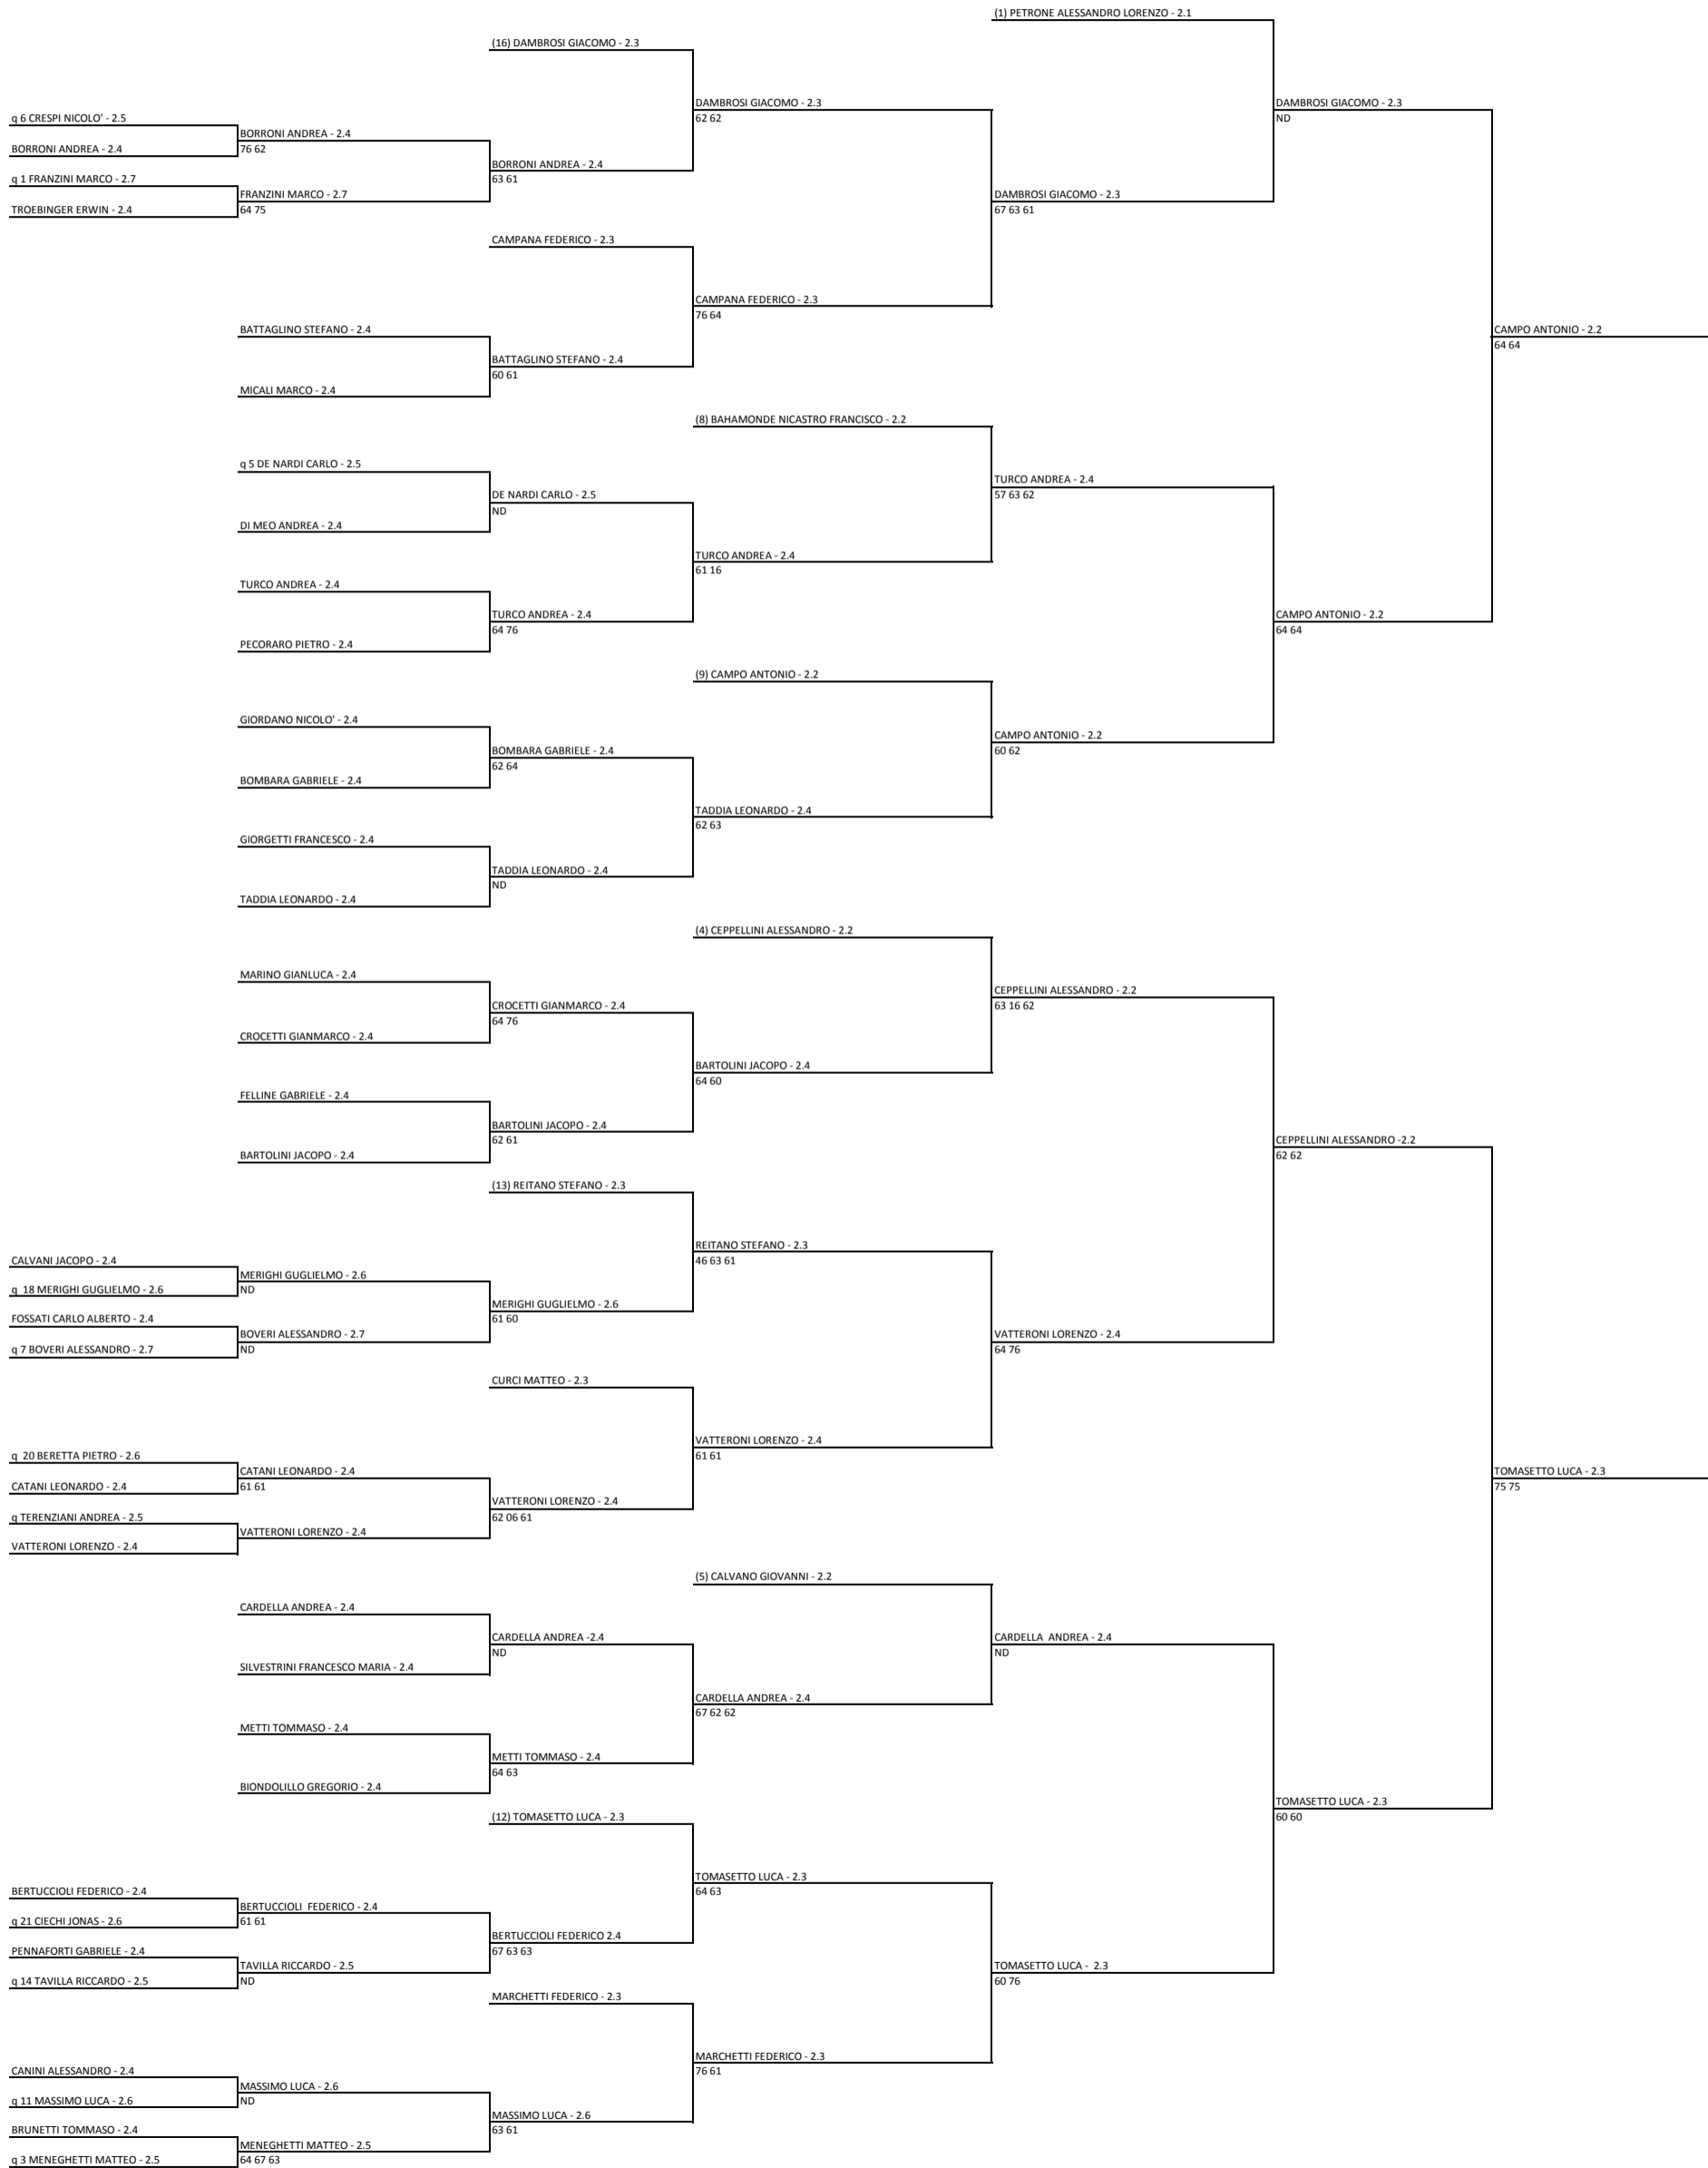 (1) PETRONE ALESSANDRO LORENZO - 2.1
(16) DAMBROSI GIACOMO - 2.3
DAMBROSI GIACOMO - 2.3
62 62
DAMBROSI GIACOMO - 2.3
ND
q 6 CRESPI NICOLO' - 2.5
BORRONI ANDREA - 2.4
76 62
BORRONI ANDREA - 2.4
BORRONI ANDREA - 2.4
63 61
q 1 FRANZINI MARCO - 2.7
FRANZINI MARCO - 2.7
64 75
DAMBROSI GIACOMO - 2.3
67 63 61
TROEBINGER ERWIN - 2.4
CAMPANA FEDERICO - 2.3
CAMPANA FEDERICO - 2.3
76 64
BATTAGLINO STEFANO - 2.4
CAMPO ANTONIO - 2.2
64 64
BATTAGLINO STEFANO - 2.4
60 61
MICALI MARCO - 2.4
(8) BAHAMONDE NICASTRO FRANCISCO - 2.2
q 5 DE NARDI CARLO - 2.5
TURCO ANDREA - 2.4
57 63 62
DE NARDI CARLO - 2.5
ND
DI MEO ANDREA - 2.4
TURCO ANDREA - 2.4
61 16
TURCO ANDREA - 2.4
TURCO ANDREA - 2.4
64 76
CAMPO ANTONIO - 2.2
64 64
PECORARO PIETRO - 2.4
(9) CAMPO ANTONIO - 2.2
GIORDANO NICOLO' - 2.4
CAMPO ANTONIO - 2.2
60 62
BOMBARA GABRIELE - 2.4
62 64
BOMBARA GABRIELE - 2.4
TADDIA LEONARDO - 2.4
62 63
GIORGETTI FRANCESCO - 2.4
TADDIA LEONARDO - 2.4
ND
TADDIA LEONARDO - 2.4
(4) CEPPELLINI ALESSANDRO - 2.2
MARINO GIANLUCA - 2.4
CEPPELLINI ALESSANDRO - 2.2
63 16 62
CROCETTI GIANMARCO - 2.4
64 76
CROCETTI GIANMARCO - 2.4
BARTOLINI JACOPO - 2.4
64 60
FELLINE GABRIELE - 2.4
BARTOLINI JACOPO - 2.4
62 61
CEPPELLINI ALESSANDRO -2.2
62 62
BARTOLINI JACOPO - 2.4
(13) REITANO STEFANO - 2.3
REITANO STEFANO - 2.3
46 63 61
CALVANI JACOPO - 2.4
MERIGHI GUGLIELMO - 2.6
ND
q  18 MERIGHI GUGLIELMO - 2.6
MERIGHI GUGLIELMO - 2.6
61 60
FOSSATI CARLO ALBERTO - 2.4
BOVERI ALESSANDRO - 2.7
ND
VATTERONI LORENZO - 2.4
64 76
q 7 BOVERI ALESSANDRO - 2.7
CURCI MATTEO - 2.3
VATTERONI LORENZO - 2.4
61 61
q  20 BERETTA PIETRO - 2.6
CATANI LEONARDO - 2.4
61 61
TOMASETTO LUCA - 2.3
75 75
CATANI LEONARDO - 2.4
VATTERONI LORENZO - 2.4
62 06 61
q TERENZIANI ANDREA - 2.5
VATTERONI LORENZO - 2.4
VATTERONI LORENZO - 2.4
(5) CALVANO GIOVANNI - 2.2
CARDELLA ANDREA - 2.4
CARDELLA ANDREA -2.4
ND
CARDELLA  ANDREA - 2.4
ND
SILVESTRINI FRANCESCO MARIA - 2.4
CARDELLA ANDREA - 2.4
67 62 62
METTI TOMMASO - 2.4
METTI TOMMASO - 2.4
64 63
BIONDOLILLO GREGORIO - 2.4
TOMASETTO LUCA - 2.3
60 60
(12) TOMASETTO LUCA - 2.3
TOMASETTO LUCA - 2.3
64 63
BERTUCCIOLI FEDERICO - 2.4
BERTUCCIOLI  FEDERICO - 2.4
61 61
q 21 CIECHI JONAS - 2.6
BERTUCCIOLI FEDERICO 2.4
67 63 63
PENNAFORTI GABRIELE - 2.4
TAVILLA RICCARDO - 2.5
ND
TOMASETTO LUCA -  2.3
60 76
q 14 TAVILLA RICCARDO - 2.5
MARCHETTI FEDERICO - 2.3
MARCHETTI FEDERICO - 2.3
76 61
CANINI ALESSANDRO - 2.4
MASSIMO LUCA - 2.6
ND
q 11 MASSIMO LUCA - 2.6
MASSIMO LUCA - 2.6
63 61
BRUNETTI TOMMASO - 2.4
MENEGHETTI MATTEO - 2.5
64 67 63
q 3 MENEGHETTI MATTEO - 2.5